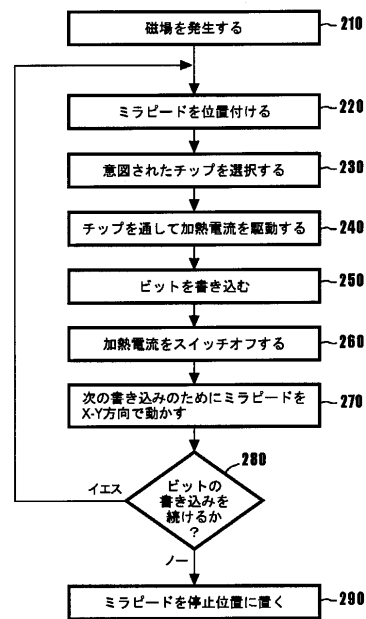 磁場を発生する
210
ミラピードを位置付ける
220
意図されたチップを選択する
230
チップを通して加熱電流を駆動する
240
ビットを書き込む
250
加熱電流をスイッチオフする
260
次の書き込みのためにミラピードを
X-Y方向で動かす
270
280
イエス
ビットの
書き込みを
続けるか
?
ノー
ミラピードを停止位置に置く
290